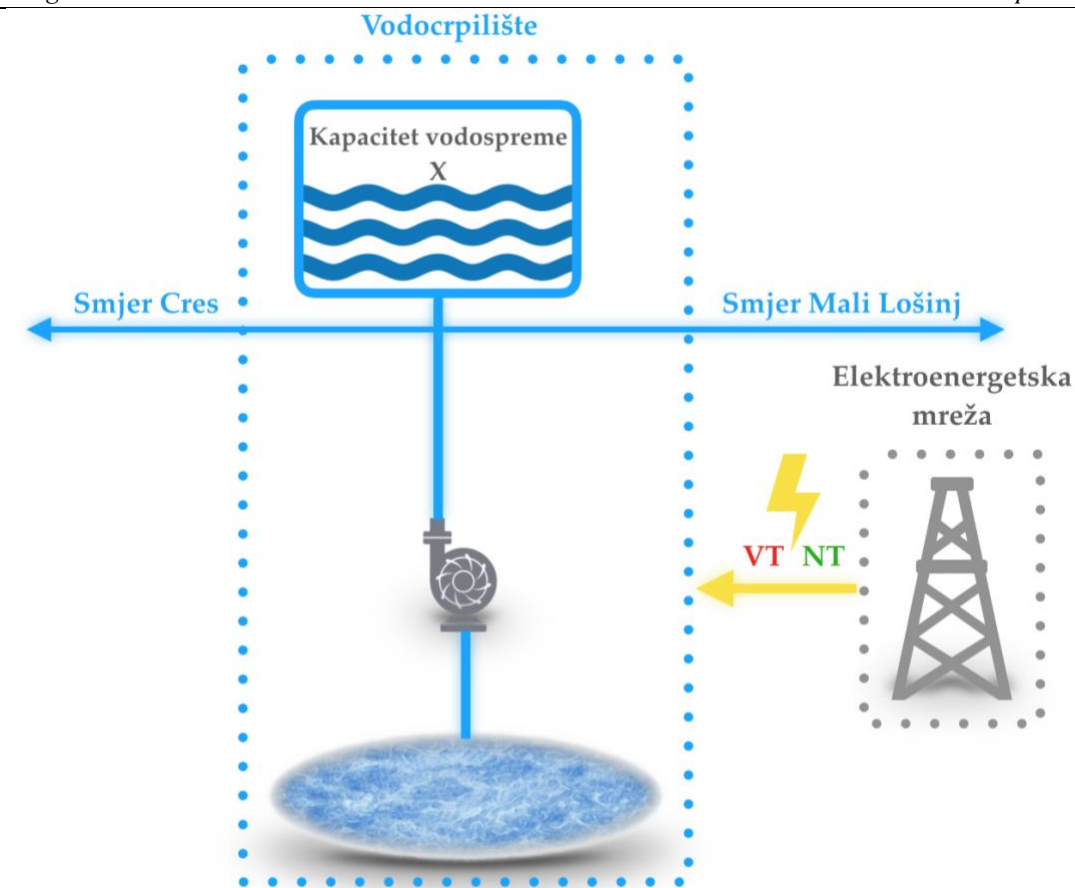 Vodocrpilište
Kapacitet vodospreme
X
Smjer Cres
Smjer Mali Lošinj
Elektroenergetska
mreža
VT NT